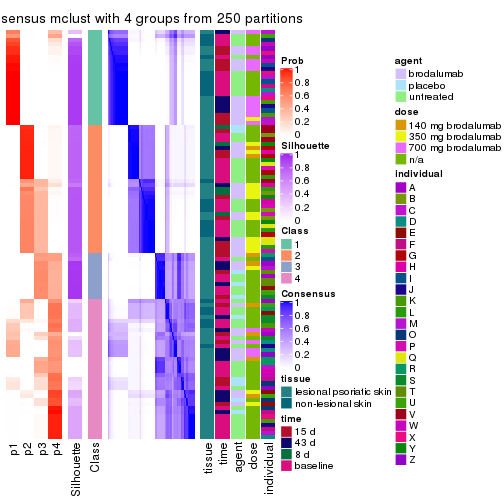 sensus mclust with 4 groups from 250 partitions
Prob
1
0.8
0.6
0.4
0.2
0
Silhouette
1
0.8
0.6
0.4
0.2
0
Class
1
2
3
4
Consensus
1
0.8
0.6
0.4
0.2
0
tissue
lesional psoriatic skin
non-lesional skin
time
15 d
43 d
8 d
baseline
agent
brodalumab
placebo
untreated
dose
140 mg brodalumab
350 mg brodalumab
700 mg brodalumab
n/a
individual
A
B
C
D
E
F
G
H
I
J
K
L
M
O
P
Q
R
S
T
U
V
W
X
Y
Z
p1
p2
p3
p4
Silhouette
Class
tissue
time
agent
dose
individual